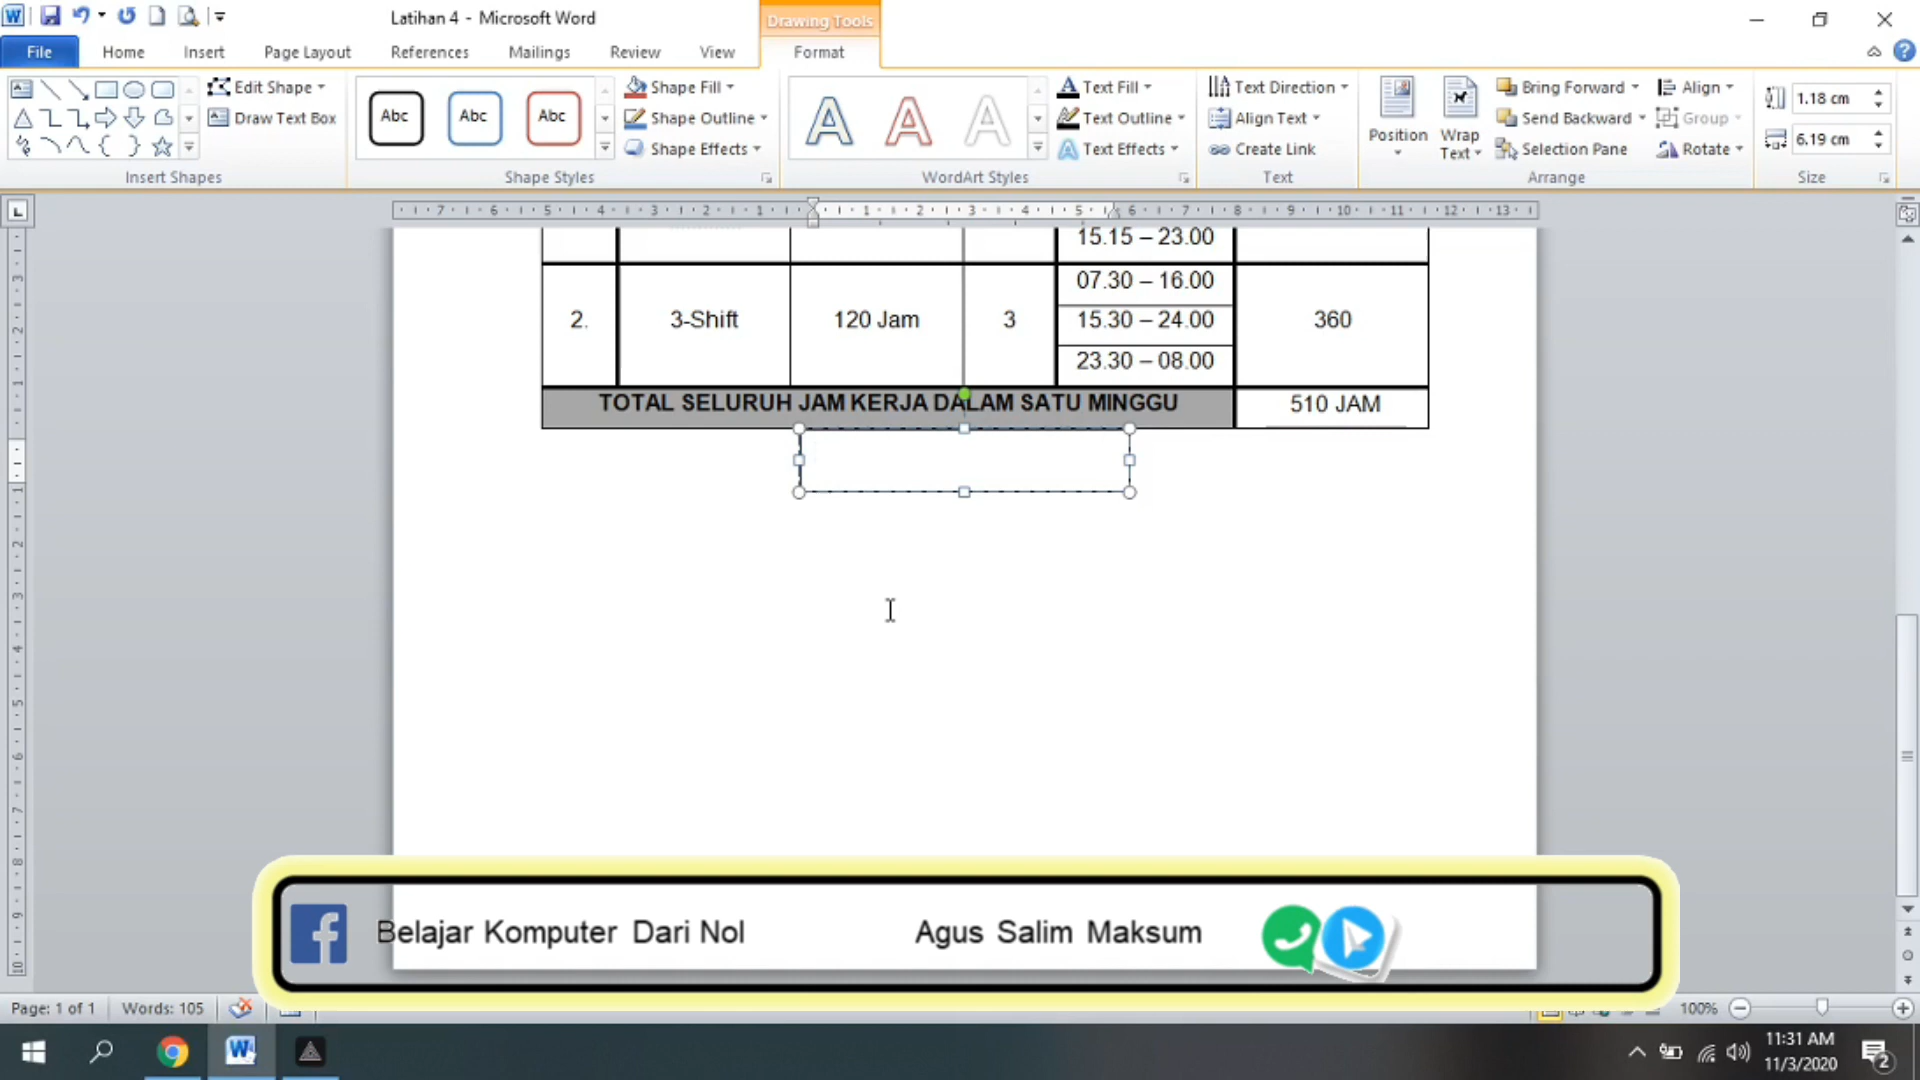 Latihan 4 - Microsoft Word
Drawing Tools
File Home Insert Page Layout References Mailings Review View Format
Edit Shape
Draw Text Box
Insert Shapes
Abc Abc Abc
Shape Fill
Shape Outline
Shape Effects
Shape Styles
Text Fill
Text Outline
Text Effects
WordArt Styles
Text Direction
Align Text
Create Link
Text
Position
Wrap Text
Bring Forward
Send Backward
Selection Pane
Align
Group
Rotate
Arrange
1.18 cm
6.19 cm
Size
15.15 – 23.00
2. 3-Shift 120 Jam 3 07.30 – 16.00 360
15.30 – 24.00
23.30 – 08.00
TOTAL SELURUH JAM KERJA DALAM SATU MINGGU 510 JAM
Belajar Komputer Dari Nol Agus Salim Maksum
Page: 1 of 1 Words: 105 100%
11:31 AM
11/3/2020
2